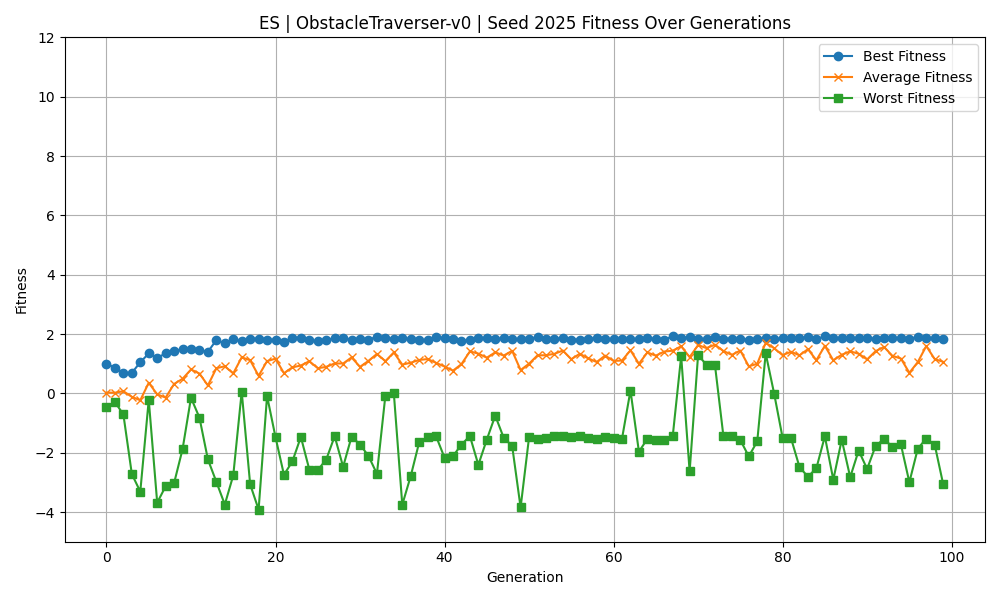 ES | ObstacleTraverser-v0 | Seed 2025 Fitness Over Generations
Best Fitness
Average Fitness
Worst Fitness
Fitness
12
10
8
6
4
2
0
−2
−4
0 20 40 60 80 100
Generation